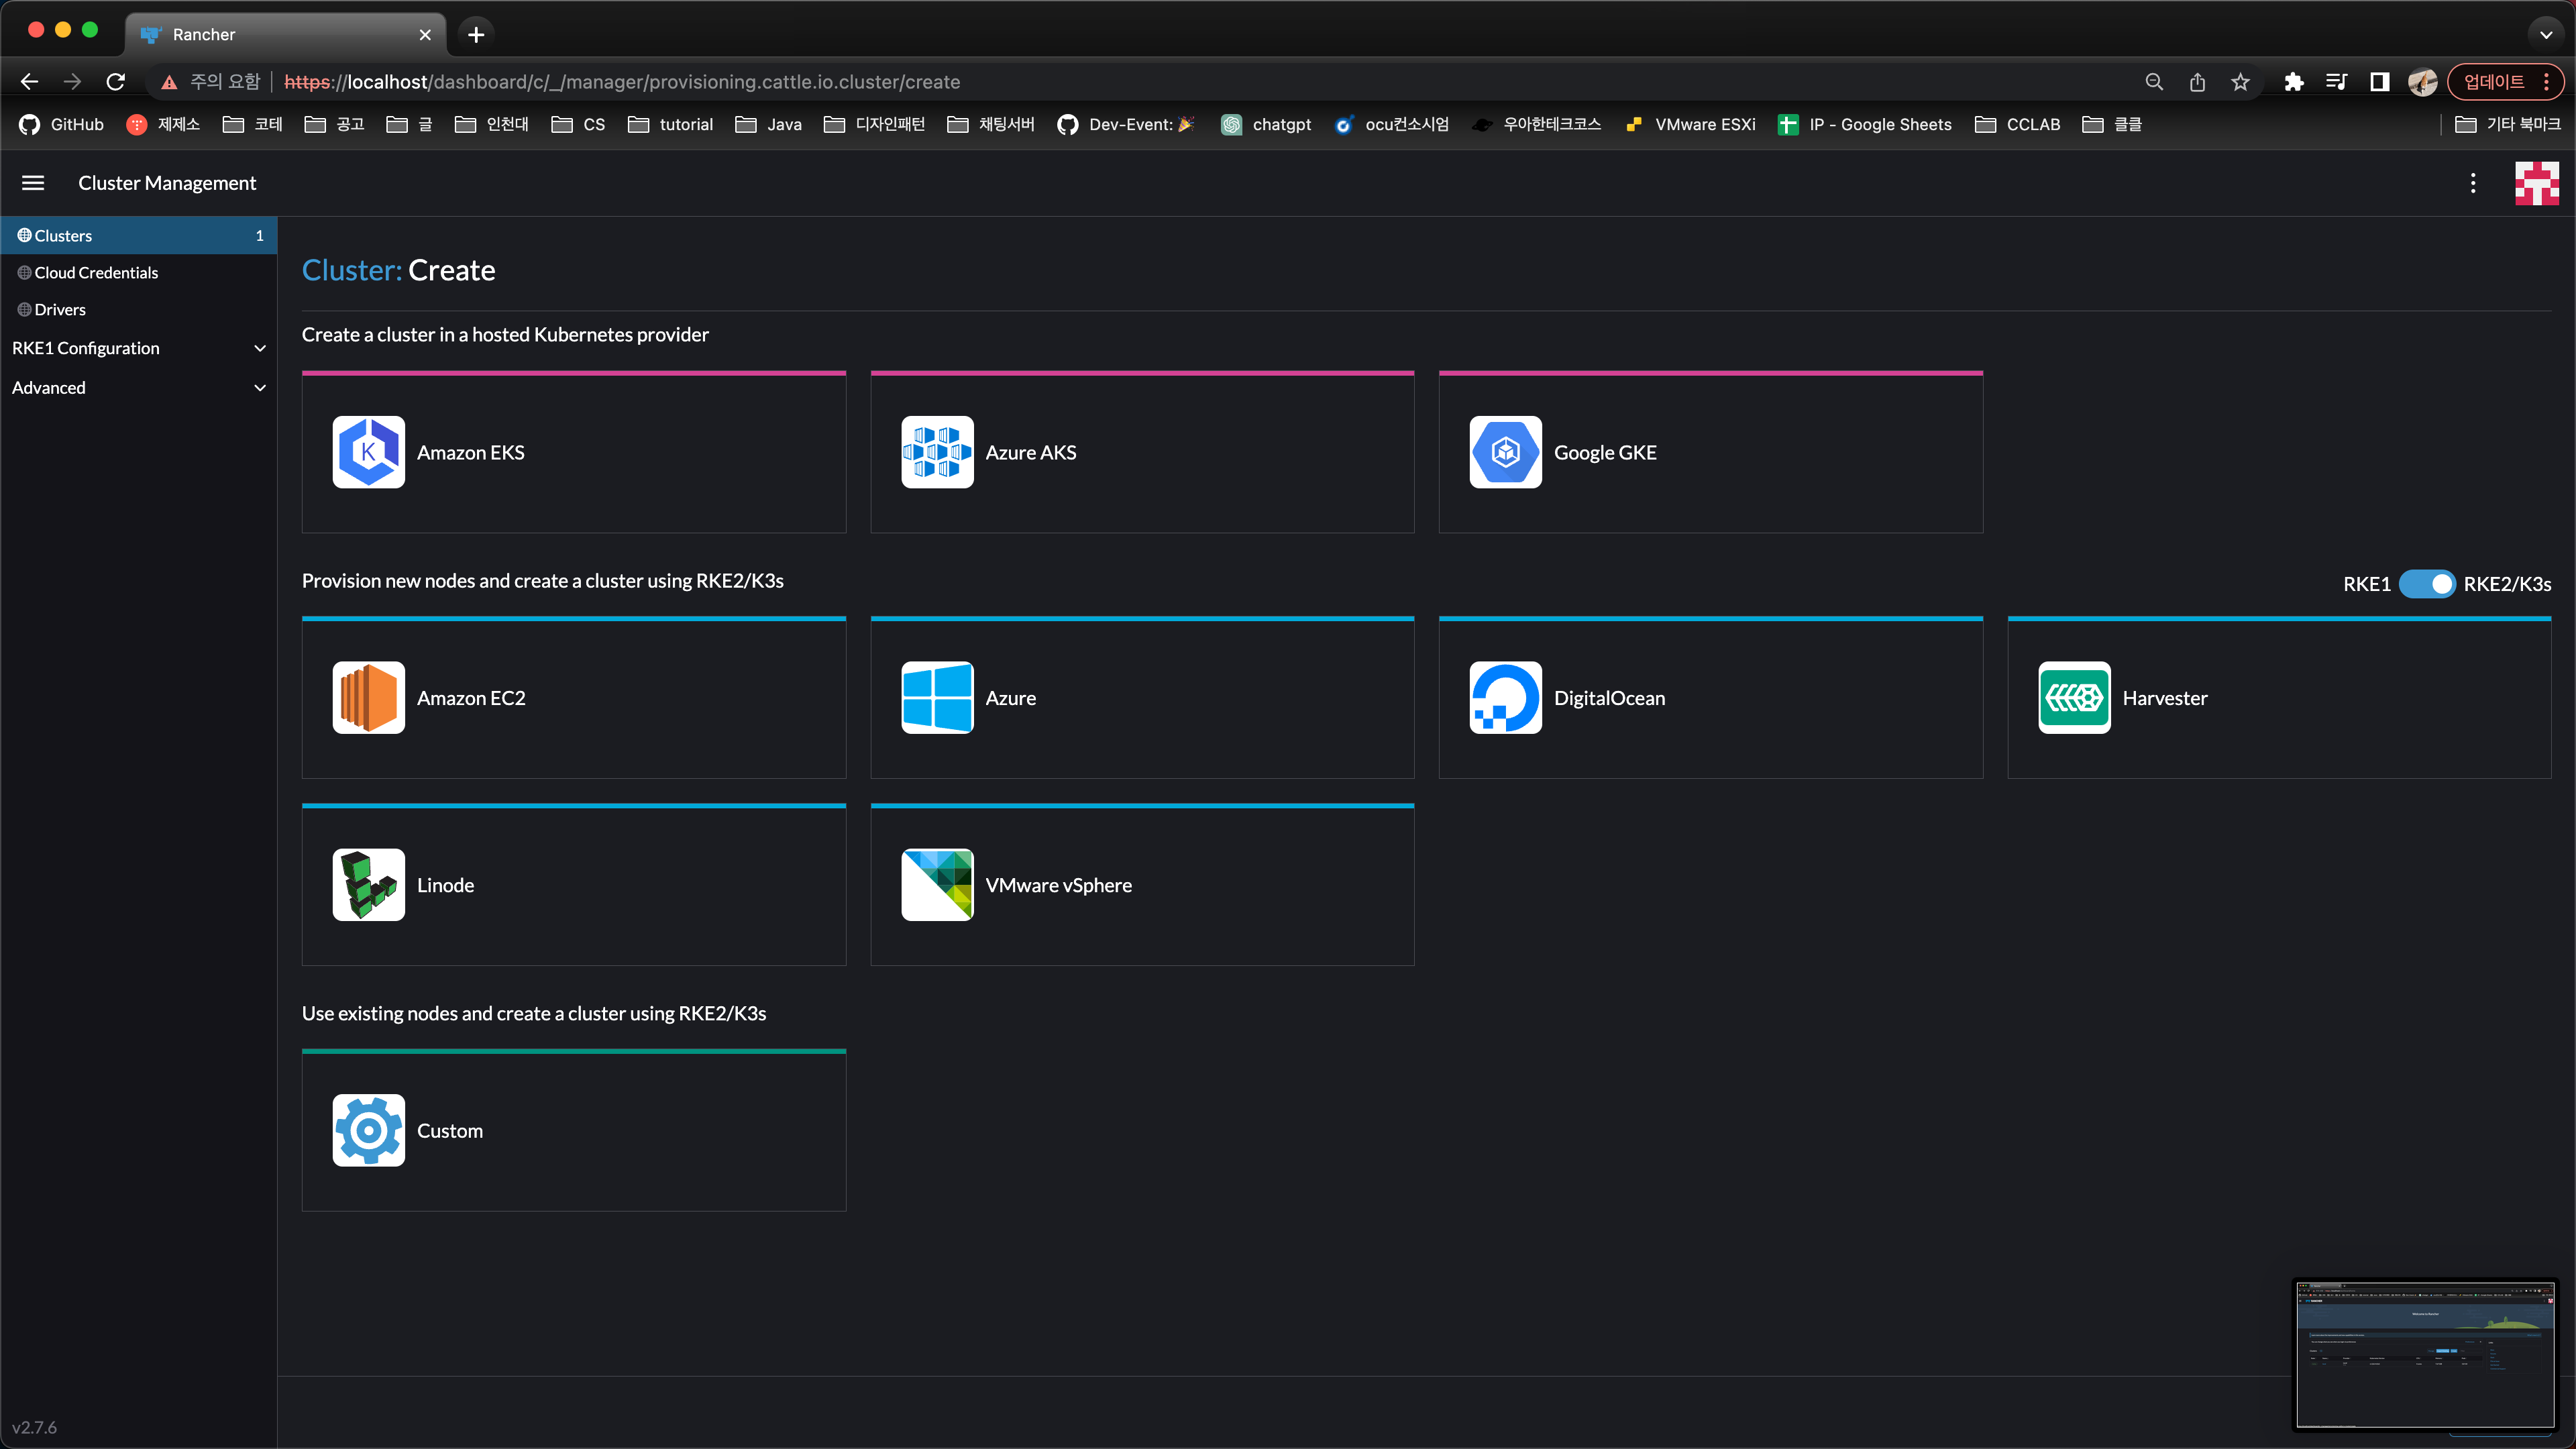 Rancher
주의 요함 https://localhost/dashboard/c/_/manager/provisioning.cattle.io.cluster/create 업데이트
GitHub 제제소 코테 공고 글 인천대 CS tutorial Java 디자인패턴 채팅서버 Dev-Event: chatgpt ocu컨소시엄 우아한테크코스 VMware ESXi IP - Google Sheets CCLAB 클클 기타 북마크
Cluster Management
Clusters 1
Cloud Credentials
Drivers
RKE1 Configuration
Advanced
Cluster: Create
Create a cluster in a hosted Kubernetes provider
K
Amazon EKS
Azure AKS
Google GKE
Provision new nodes and create a cluster using RKE2/K3s
RKE1 RKE2/K3s
Amazon EC2
Azure
DigitalOcean
Harvester
Linode
VMware vSphere
Use existing nodes and create a cluster using RKE2/K3s
Custom
v2.7.6